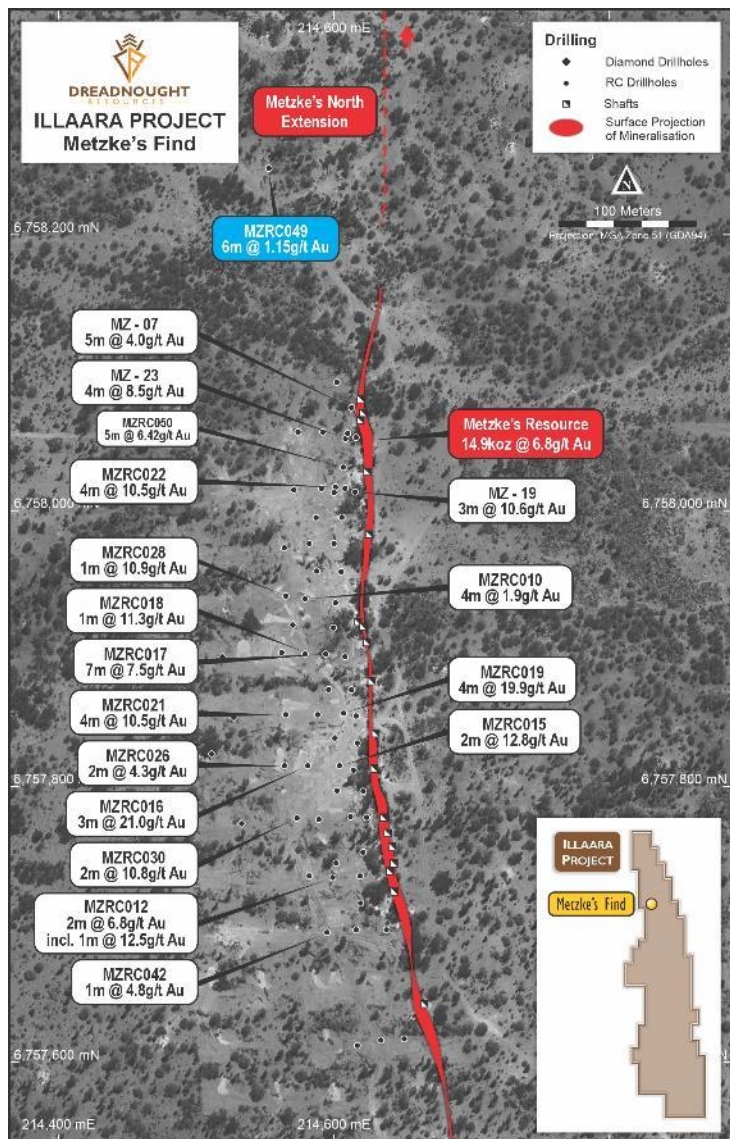 DREADNOUGHT
RESOURCES
ILLAARA PROJECT
Metzke's Find
214,600 mE
Metzke's North
Extension
Drilling
Diamond Drillholes
RC Drillholes
Shafts
Surface Projection
of Mineralisation
N
100 Meters
Projection: MGA Zone 51 (GDA94)
6,758,200 mN
MZRC049
6m @ 1.15g/t Au
MZ - 07
5m @ 4.0g/t Au
MZ - 23
4m @ 8.5g/t Au
MZRC050
5m @ 6.42g/t Au
Metzke's Resource
14.9koz @ 6.8g/t Au
MZRC022
4m @ 10.5g/t Au
MZ - 19
3m @ 10.6g/t Au
6,758,000 mN
6,758,000 mN
MZRC028
1m @ 10.9g/t Au
MZRC010
4m @ 1.9g/t Au
MZRC018
1m @ 11.3g/t Au
MZRC017
7m @ 7.5g/t Au
MZRC019
4m @ 19.9g/t Au
MZRC021
4m @ 10.5g/t Au
MZRC015
2m @ 12.8g/t Au
MZRC026
2m @ 4.3g/t Au
6,757,800 mN
6,757,800 mN
MZRC016
3m @ 21.0g/t Au
MZRC030
2m @ 10.8g/t Au
MZRC012
2m @ 6.8g/t Au
incl. 1m @ 12.5g/t Au
MZRC042
1m @ 4.8g/t Au
ILLAARA
PROJECT
Metzke's Find
6,757,600 mN
214,400 mE
214,600 mE